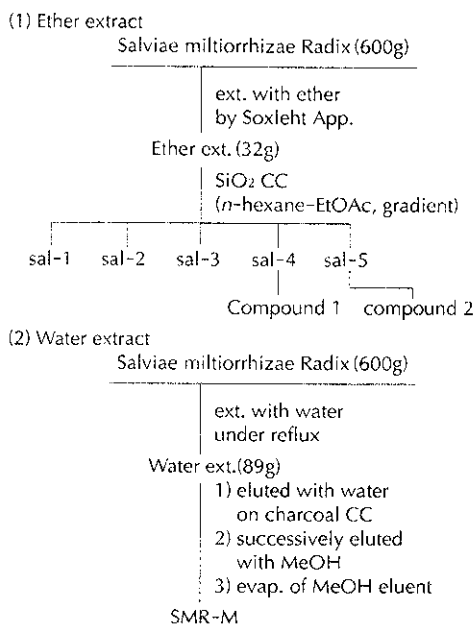 (1) Ether extract
Salviae miltiorrhizae Radix (600g)
ext. with ether
by Soxleht App.
Ether ext. (32g)
SiO₂ CC
(n-hexane-EtOAc, gradient)
sal-1 sal-2 sal-3 sal-4 sal-5
Compound 1 compound 2
(2) Water extract
Salviae miltiorrhizae Radix (600g)
ext. with water
under reflux
Water ext.(89g)
1) eluted with water
on charcoal CC
2) successively eluted
with MeOH
3) evap. of MeOH eluent
SMR-M